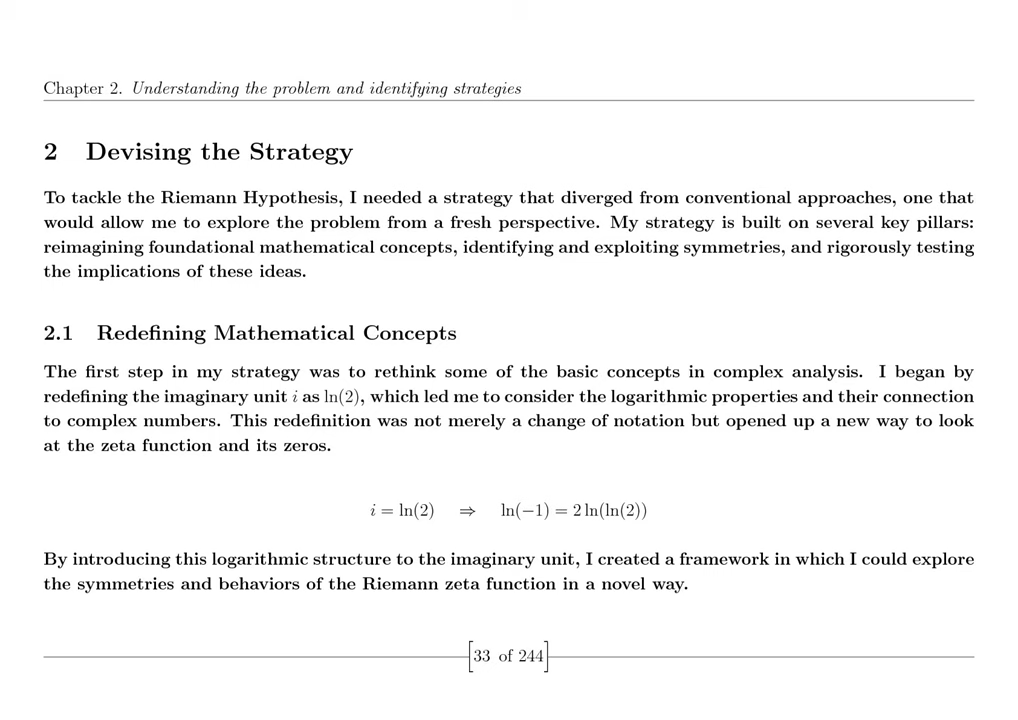 Chapter 2. Understanding the problem and identifying strategies
2 Devising the Strategy
To tackle the Riemann Hypothesis, I needed a strategy that diverged from conventional approaches, one that
would allow me to explore the problem from a fresh perspective. My strategy is built on several key pillars:
reimagining foundational mathematical concepts, identifying and exploiting symmetries, and rigorously testing
the implications of these ideas.
2.1 Redefining Mathematical Concepts
The first step in my strategy was to rethink some of the basic concepts in complex analysis. I began by
redefining the imaginary unit i as ln(2), which led me to consider the logarithmic properties and their connection
to complex numbers. This redefinition was not merely a change of notation but opened up a new way to look
at the zeta function and its zeros.
i = ln(2) ⇒ ln(−1) = 2 ln(ln(2))
By introducing this logarithmic structure to the imaginary unit, I created a framework in which I could explore
the symmetries and behaviors of the Riemann zeta function in a novel way.
[33 of 244]